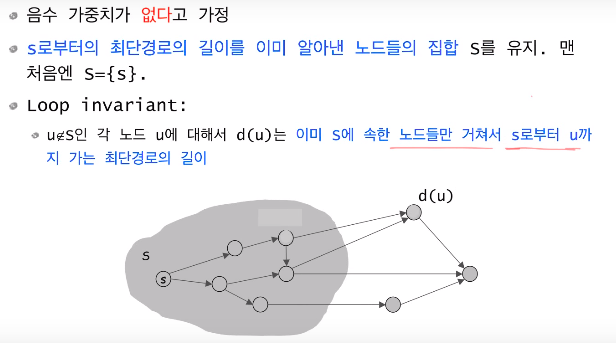 음수 가중치가 없다고 가정
s로부터의 최단경로의 길이를 이미 알아낸 노드들의 집합 S를 유지. 맨
처음엔 S={s}.
Loop invariant:
u∉S인 각 노드 u에 대해서 d(u)는 이미 S에 속한 노드들만 거쳐서 s로부터 u까
지 가는 최단경로의 길이
d(u)
S
s